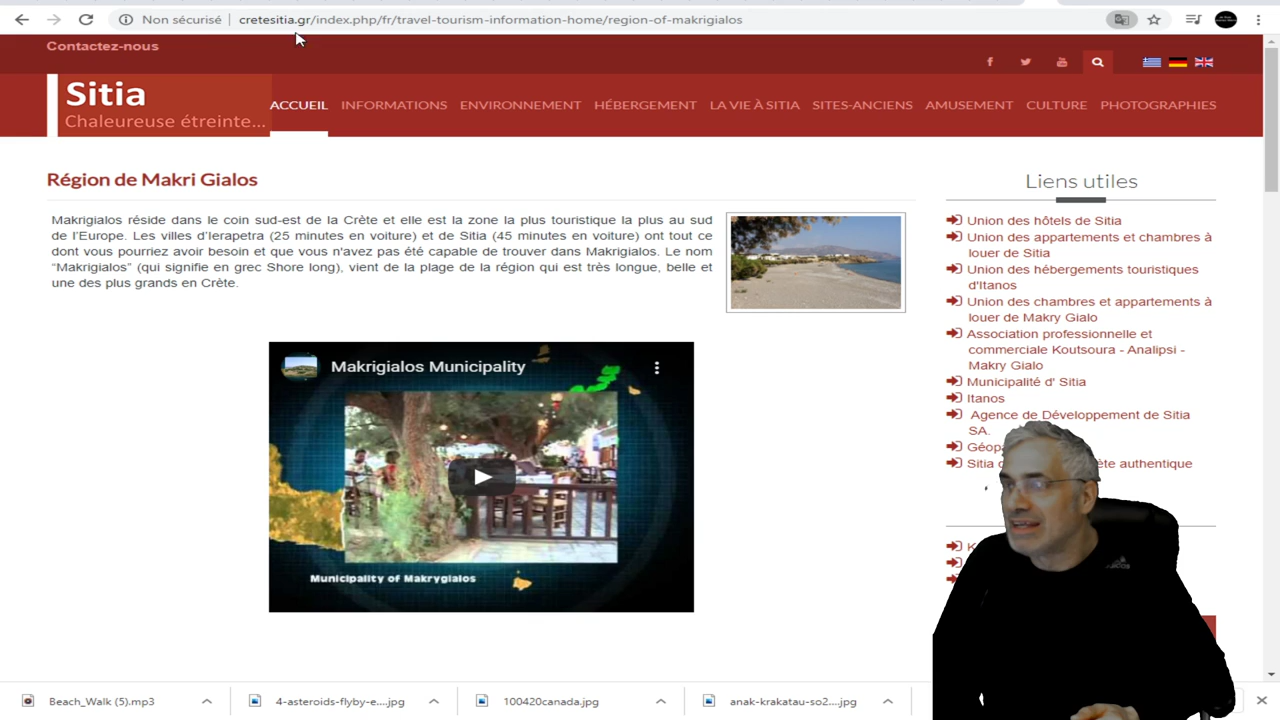 Non sécurisé | cretesitia.gr/index.php/fr/travel-tourism-information-home/region-of-makrigialos
Contactez-nous
Sitia
Chaleureuse étreinte...
ACCUEIL INFORMATIONS ENVIRONNEMENT HÉBERGEMENT LA VIE À SITIA SITES-ANCIENS AMUSEMENT CULTURE PHOTOGRAPHIES
Région de Makri Gialos
Makrigialos réside dans le coin sud-est de la Crète et elle est la zone la plus touristique la plus au sud
de l'Europe. Les villes d'Ierapetra (25 minutes en voiture) et de Sitia (45 minutes en voiture) ont tout ce
dont vous pourriez avoir besoin et que vous n'avez pas été capable de trouver dans Makrigialos. Le nom
“Makrigialos” (qui signifie en grec Shore long), vient de la plage de la région qui est très longue, belle et
une des plus grands en Crète.
Makrigialos Municipality
Municipality of Makrygialos
Liens utiles
Union des hôtels de Sitia
Union des appartements et chambres à
louer de Sitia
Union des hébergements touristiques
d'Itanos
Union des chambres et appartements à
louer de Makry Gialo
Association professionnelle et
commerciale Koutsoura - Analipsi -
Makry Gialo
Municipalité d' Sitia
Itanos
Agence de Développement de Sitia
SA.
Sitia authentique
Beach_Walk (5).mp3
4-asteroids-flyby-e....jpg
100420canada.jpg
anak-krakatau-so2....jpg